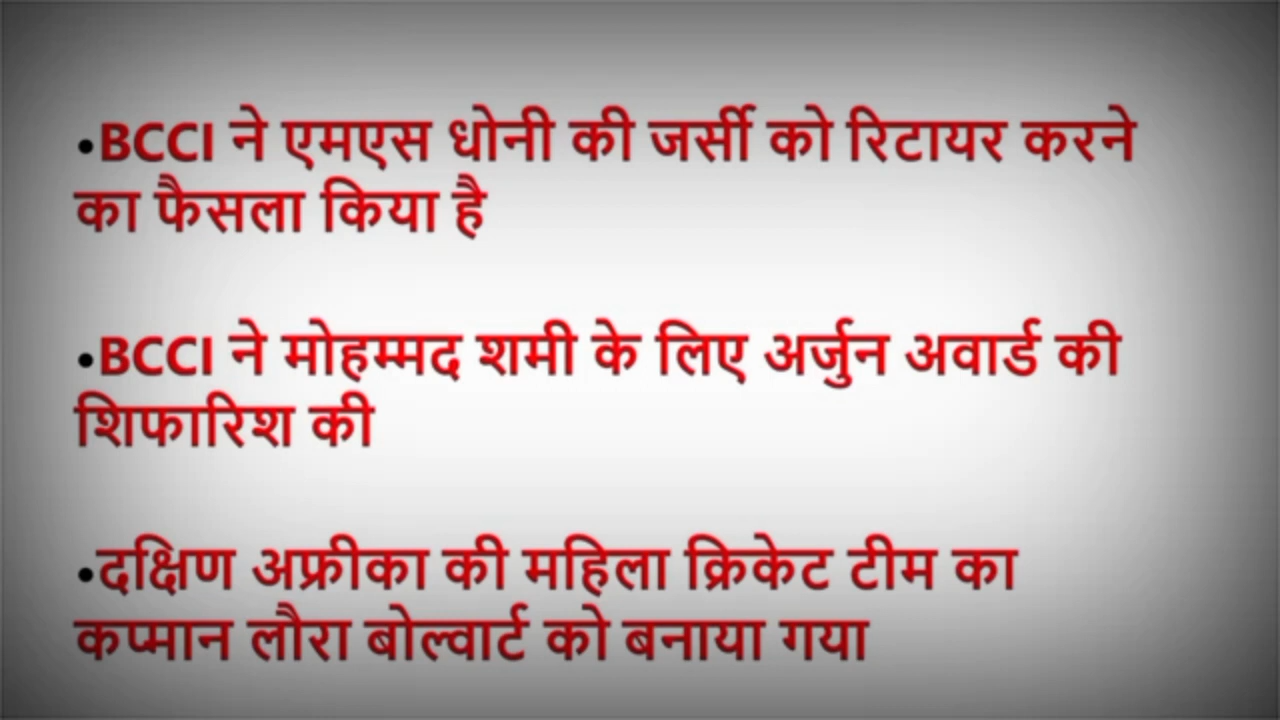 •BCCI ने एमएस धोनी की जर्सी को रिटायर करने
का फैसला किया है
•BCCI ने मोहम्मद शमी के लिए अर्जुन अवार्ड की
शिफारिश की
•दक्षिण अफ्रीका की महिला क्रिकेट टीम का
कप्मान लौरा बोल्वार्ट को बनाया गया